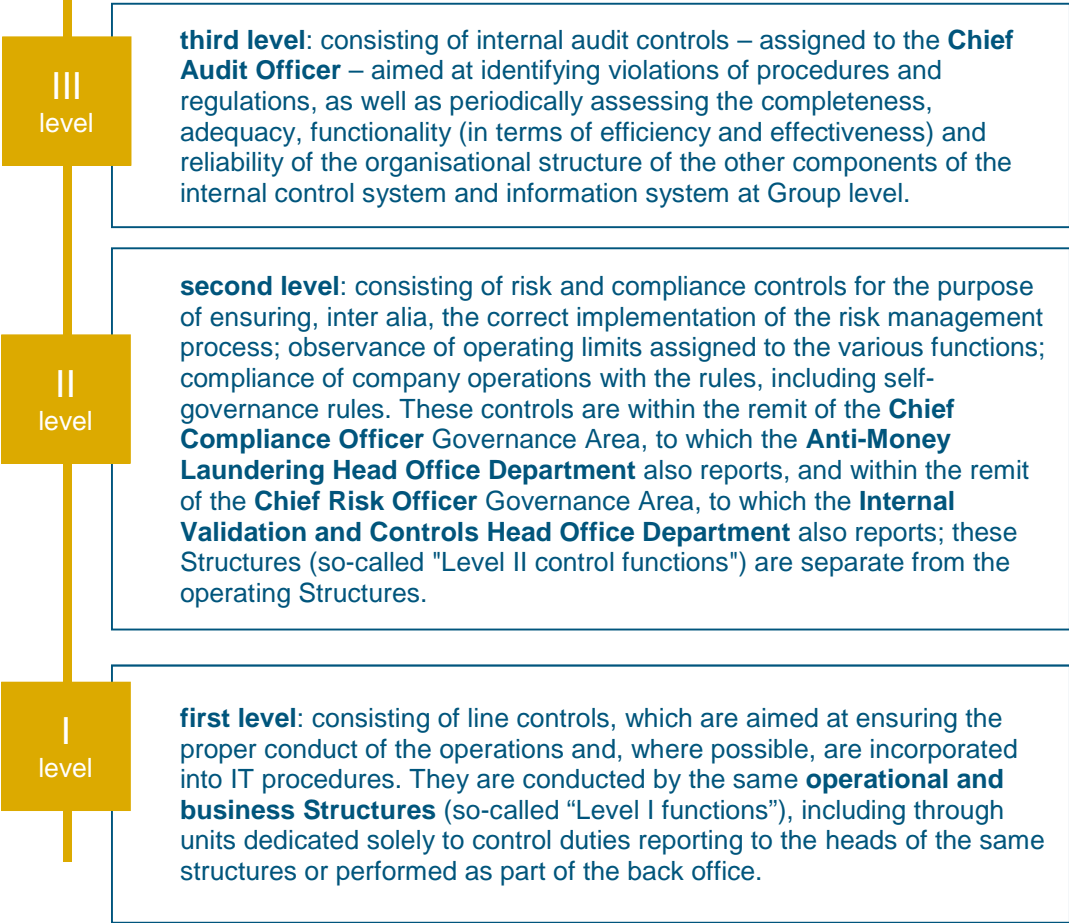 III
level
third level: consisting of internal audit controls – assigned to the Chief
Audit Officer – aimed at identifying violations of procedures and
regulations, as well as periodically assessing the completeness,
adequacy, functionality (in terms of efficiency and effectiveness) and
reliability of the organisational structure of the other components of the
internal control system and information system at Group level.
II
level
second level: consisting of risk and compliance controls for the purpose
of ensuring, inter alia, the correct implementation of the risk management
process; observance of operating limits assigned to the various functions;
compliance of company operations with the rules, including self-
governance rules. These controls are within the remit of the Chief
Compliance Officer Governance Area, to which the Anti-Money
Laundering Head Office Department also reports, and within the remit
of the Chief Risk Officer Governance Area, to which the Internal
Validation and Controls Head Office Department also reports; these
Structures (so-called "Level II control functions") are separate from the
operating Structures.
I
level
first level: consisting of line controls, which are aimed at ensuring the
proper conduct of the operations and, where possible, are incorporated
into IT procedures. They are conducted by the same operational and
business Structures (so-called “Level I functions”), including through
units dedicated solely to control duties reporting to the heads of the same
structures or performed as part of the back office.